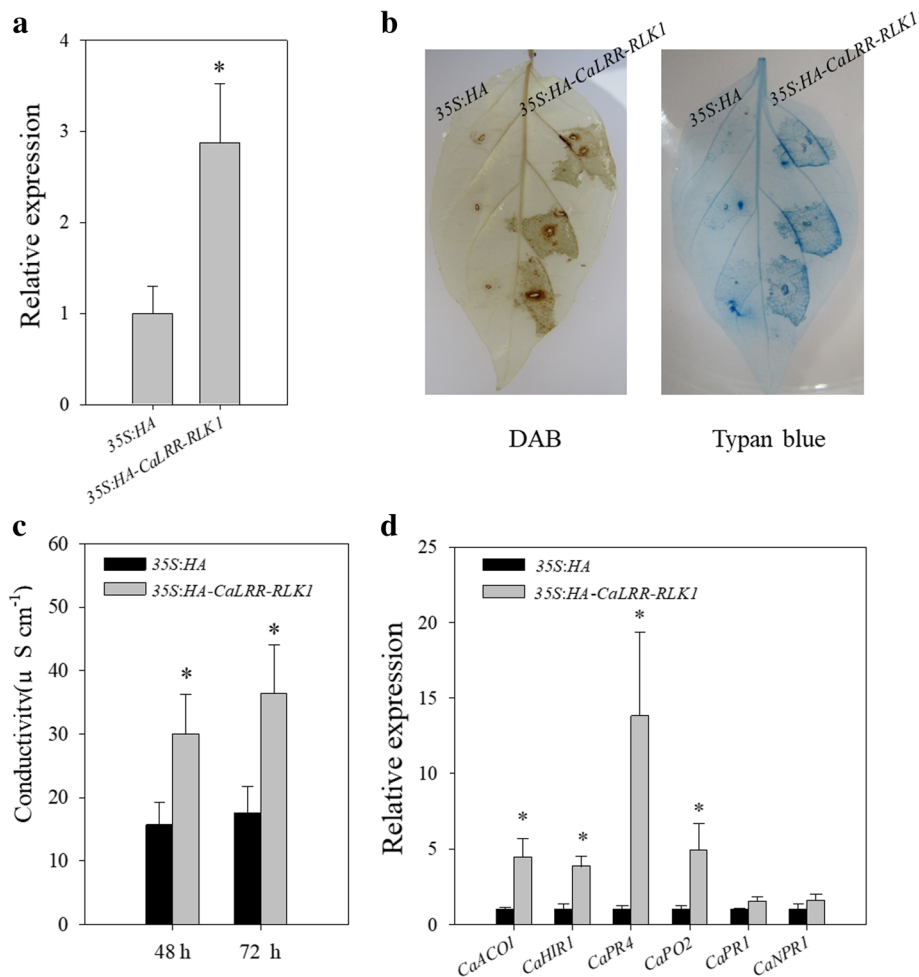 a
4
3
2
1
0
Relative expression
*
35S:HA
35S:HA-CaLRR-RLK1
b
35S:HA
35S:HA-CaLRR-RLK1
35S:HA
35S:HA-CaLRR-RLK1
DAB
Typan blue
c
60
50
40
30
20
10
0
Conductivity(µ S cm⁻¹)
35S:HA
35S:HA-CaLRR-RLK1
*
*
48 h
72 h
d
25
20
15
10
5
0
Relative expression
35S:HA
35S:HA-CaLRR-RLK1
*
*
*
*
CaACO1
CaHIR1
CaPR4
CaPO2
CaPR1
CaNPR1